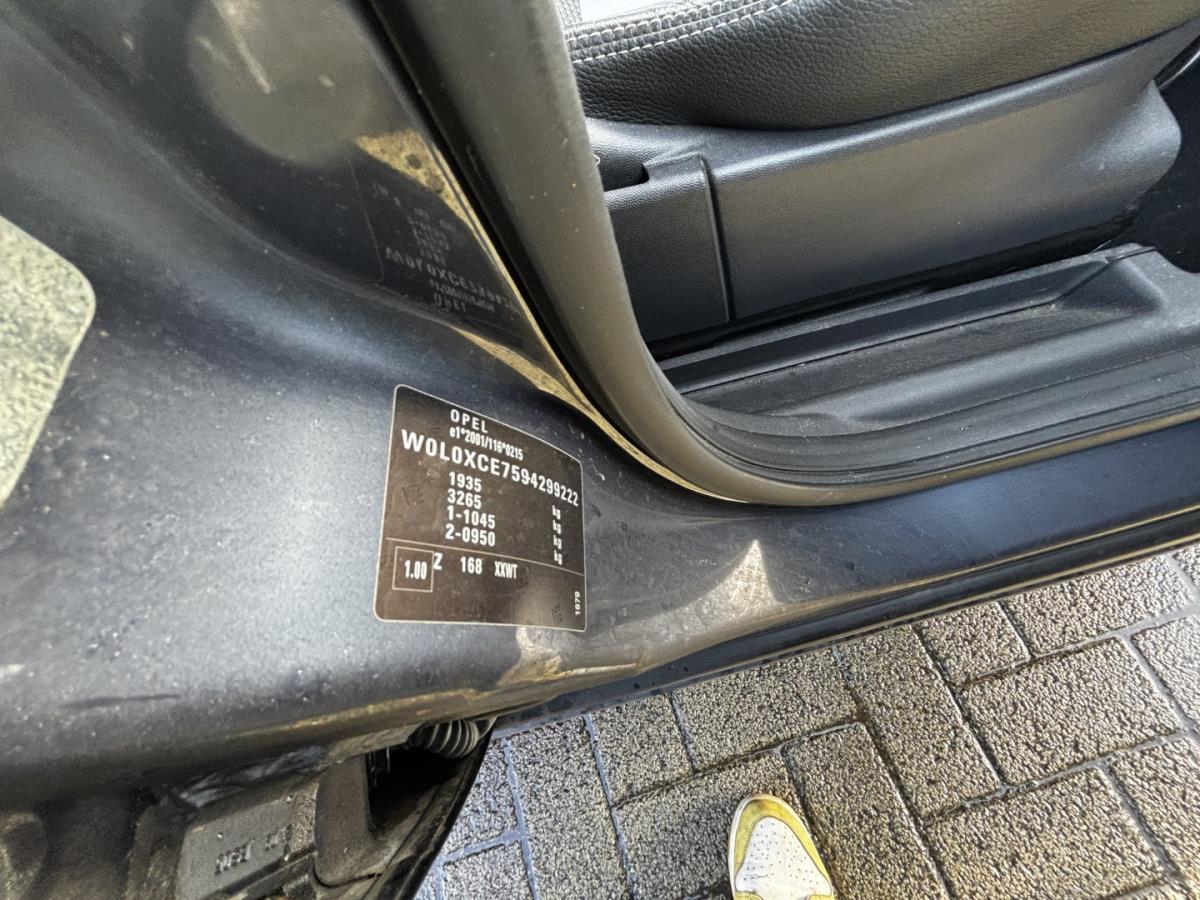 OPEL
e1*2001/116*0215
W0L0XCE7594299222
1935 kg
3265 kg
1-1045 kg
2-0950 kg
1.00 Z 168 XXWT
1679